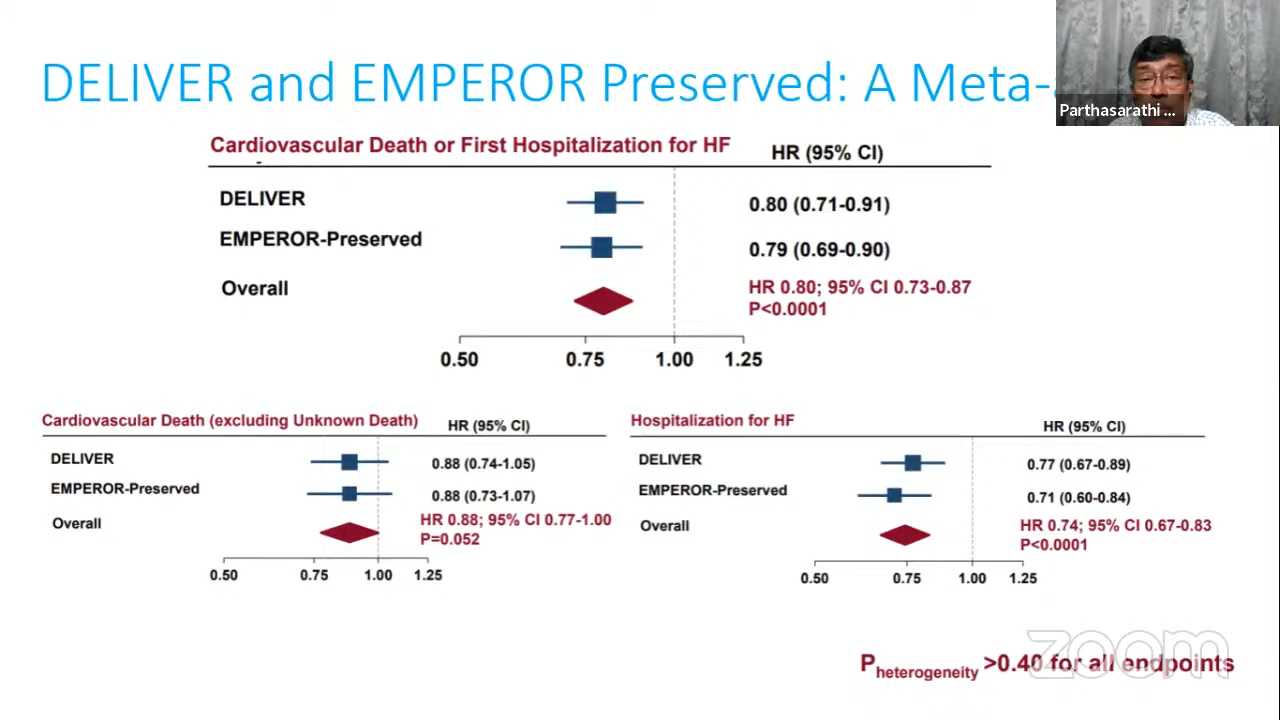 DELIVER and EMPEROR Preserved: A Meta-
Parthasarathi ...
Cardiovascular Death or First Hospitalization for HF
HR (95% CI)
DELIVER
0.80 (0.71-0.91)
EMPEROR-Preserved
0.79 (0.69-0.90)
Overall
HR 0.80; 95% CI 0.73-0.87
P<0.0001
0.50 0.75 1.00 1.25
Cardiovascular Death (excluding Unknown Death)
HR (95% CI)
DELIVER
0.88 (0.74-1.05)
EMPEROR-Preserved
0.88 (0.73-1.07)
Overall
HR 0.88; 95% CI 0.77-1.00
P=0.052
0.50 0.75 1.00 1.25
Hospitalization for HF
HR (95% CI)
DELIVER
0.77 (0.67-0.89)
EMPEROR-Preserved
0.71 (0.60-0.84)
Overall
HR 0.74; 95% CI 0.67-0.83
P<0.0001
0.50 0.75 1.00 1.25
Pheterogeneity >0.40 for all endpoints
zoom